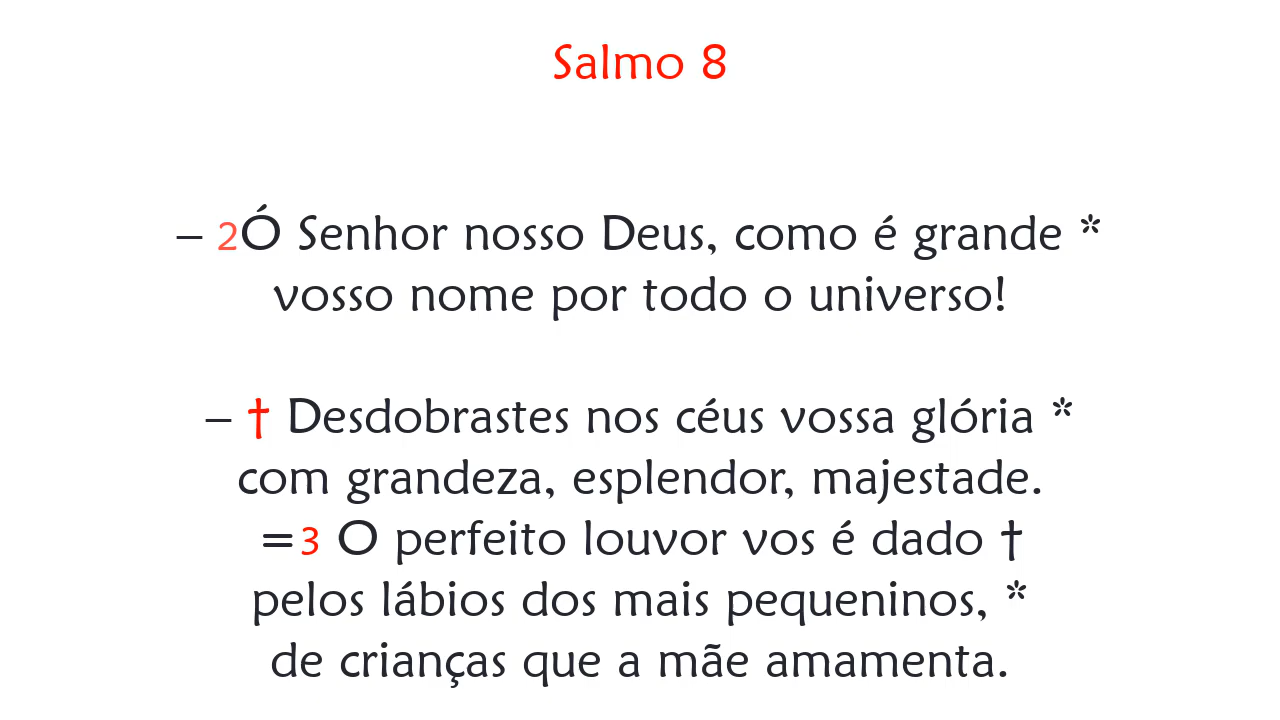 Salmo 8
– 2Ó Senhor nosso Deus, como é grande *
vosso nome por todo o universo!
– † Desdobrastes nos céus vossa glória *
com grandeza, esplendor, majestade.
=3 O perfeito louvor vos é dado †
pelos lábios dos mais pequeninos, *
de crianças que a mãe amamenta.